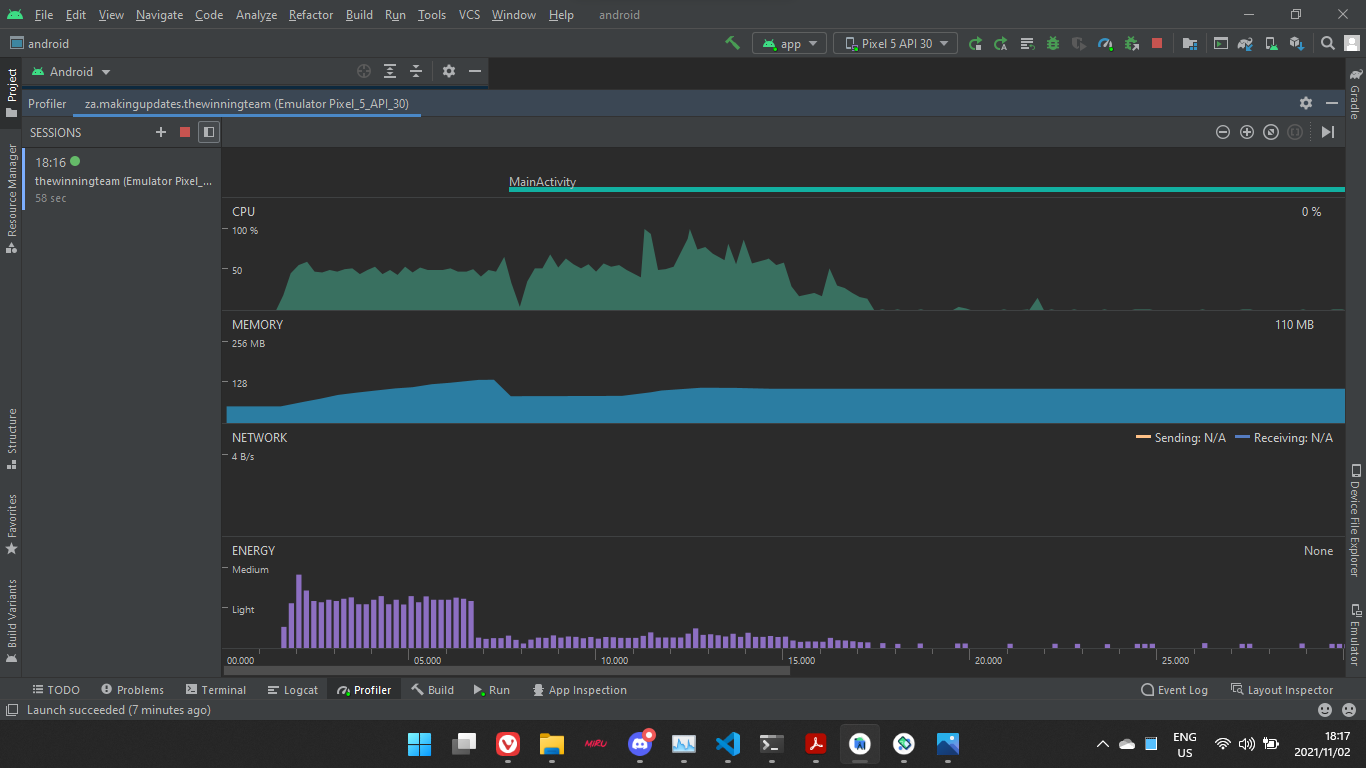 File Edit View Navigate Code Analyze Refactor Build Run Tools VCS Window Help android
android app Pixel 5 API 30
Project
Android
Gradle
Profiler za.makingupdates.thewinningteam (Emulator Pixel_5_API_30)
SESSIONS
Resource Manager
18:16
thewinningteam (Emulator Pixel_...
58 sec
MainActivity
CPU 0 %
100 %
50
MEMORY 110 MB
256 MB
128
NETWORK Sending: N/A Receiving: N/A
4 B/s
Structure
Favorites
Build Variants
Device File Explorer
Emulator
ENERGY None
Medium
Light
00.000 05.000 10.000 15.000 20.000 25.000
TODO Problems Terminal Logcat Profiler Build Run App Inspection Event Log Layout Inspector
Launch succeeded (7 minutes ago)
MiRU
ENG
US
18:17
2021/11/02